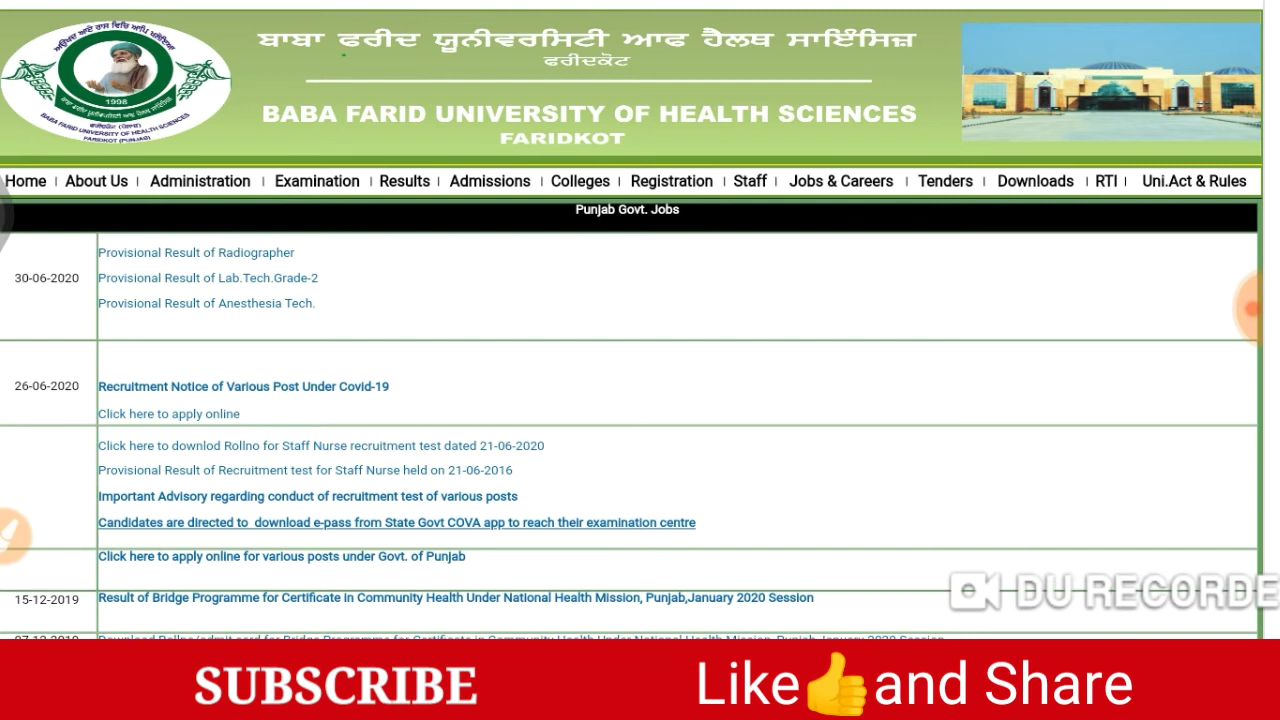 ਬਾਬਾ ਫਰੀਦ ਯੂਨੀਵਰਸਿਟੀ ਆਫ ਹੈਲਥ ਸਾਇੰਸਿਜ਼
ਫਰੀਦਕੋਟ
BABA FARID UNIVERSITY OF HEALTH SCIENCES
FARIDKOT
1998
BABA FARID UNIVERSITY OF HEALTH SCIENCES
FARIDKOT (PUNJAB)
Home | About Us | Administration | Examination | Results | Admissions | Colleges | Registration | Staff | Jobs & Careers | Tenders | Downloads | RTI | Uni.Act & Rules
Punjab Govt. Jobs
Provisional Result of Radiographer
30-06-2020 Provisional Result of Lab.Tech.Grade-2
Provisional Result of Anesthesia Tech.
26-06-2020 Recruitment Notice of Various Post Under Covid-19
Click here to apply online
Click here to downlod Rollno for Staff Nurse recruitment test dated 21-06-2020
Provisional Result of Recruitment test for Staff Nurse held on 21-06-2016
Important Advisory regarding conduct of recruitment test of various posts
Candidates are directed to download e-pass from State Govt COVA app to reach their examination centre
Click here to apply online for various posts under Govt. of Punjab
15-12-2019 Result of Bridge Programme for Certificate in Community Health Under National Health Mission, Punjab,January 2020 Session
DU RECORDE
SUBSCRIBE Like👍and Share